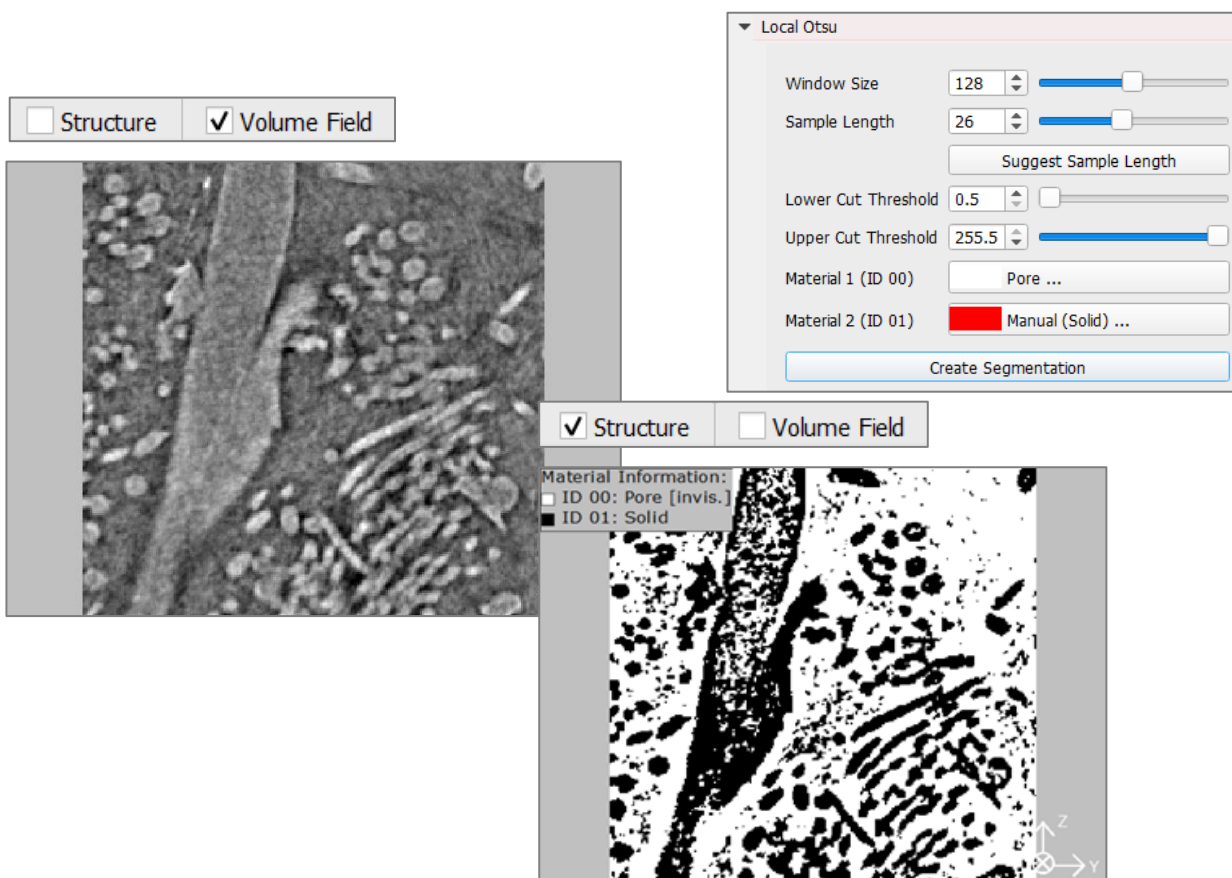 Local Otsu
Window Size 128
Sample Length 26
Suggest Sample Length
Lower Cut Threshold 0.5
Upper Cut Threshold 255.5
Material 1 (ID 00) Pore ...
Material 2 (ID 01) Manual (Solid) ...
Create Segmentation
Structure Volume Field
Structure Volume Field
Material Information:
ID 00: Pore [invis.]
ID 01: Solid
Z
Y